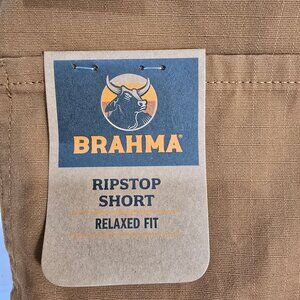 BRAHMA®
RIPSTOP
SHORT
RELAXED FIT